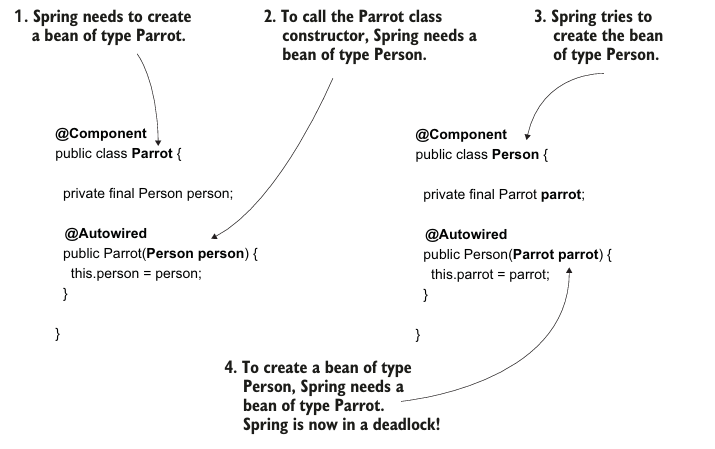 1. Spring needs to create
a bean of type Parrot.
2. To call the Parrot class
constructor, Spring needs a
bean of type Person.
3. Spring tries to
create the bean
of type Person.
@Component
public class Parrot {
private final Person person;
@Autowired
public Parrot(Person person) {
this.person = person;
}
}
@Component
public class Person {
private final Parrot parrot;
@Autowired
public Person(Parrot parrot) {
this.parrot = parrot;
}
}
4. To create a bean of type
Person, Spring needs a
bean of type Parrot.
Spring is now in a deadlock!